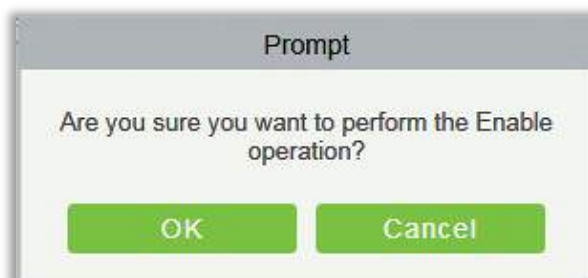 Prompt
Are you sure you want to perform the Enable
operation?
OK
Cancel